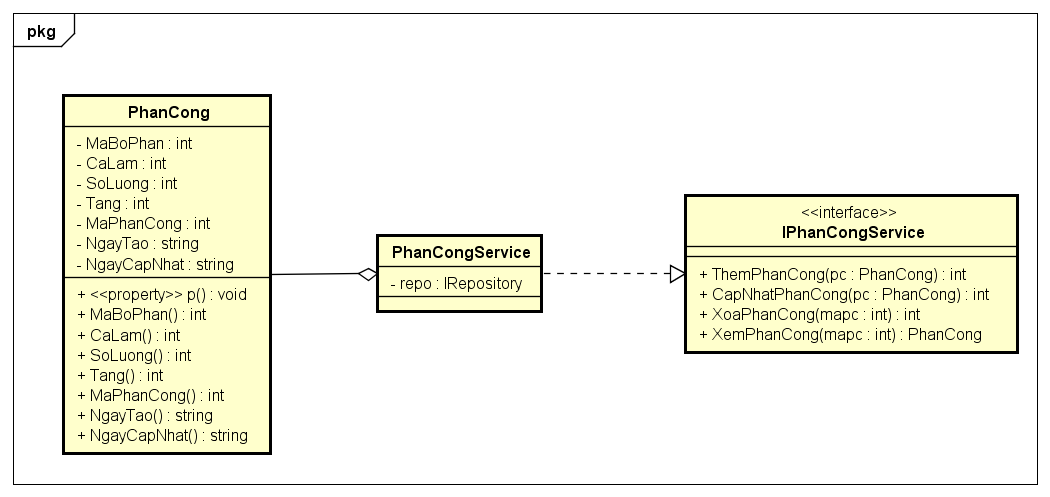 pkg
PhanCong
- MaBoPhan : int
- CaLam : int
- SoLuong : int
- Tang : int
- MaPhanCong : int
- NgayTao : string
- NgayCapNhat : string
+ <<property>> p() : void
+ MaBoPhan() : int
+ CaLam() : int
+ SoLuong() : int
+ Tang() : int
+ MaPhanCong() : int
+ NgayTao() : string
+ NgayCapNhat() : string
PhanCongService
- repo : IRepository
<<interface>>
IPhanCongService
+ ThemPhanCong(pc : PhanCong) : int
+ CapNhatPhanCong(pc : PhanCong) : int
+ XoaPhanCong(mapc : int) : int
+ XemPhanCong(mapc : int) : PhanCong